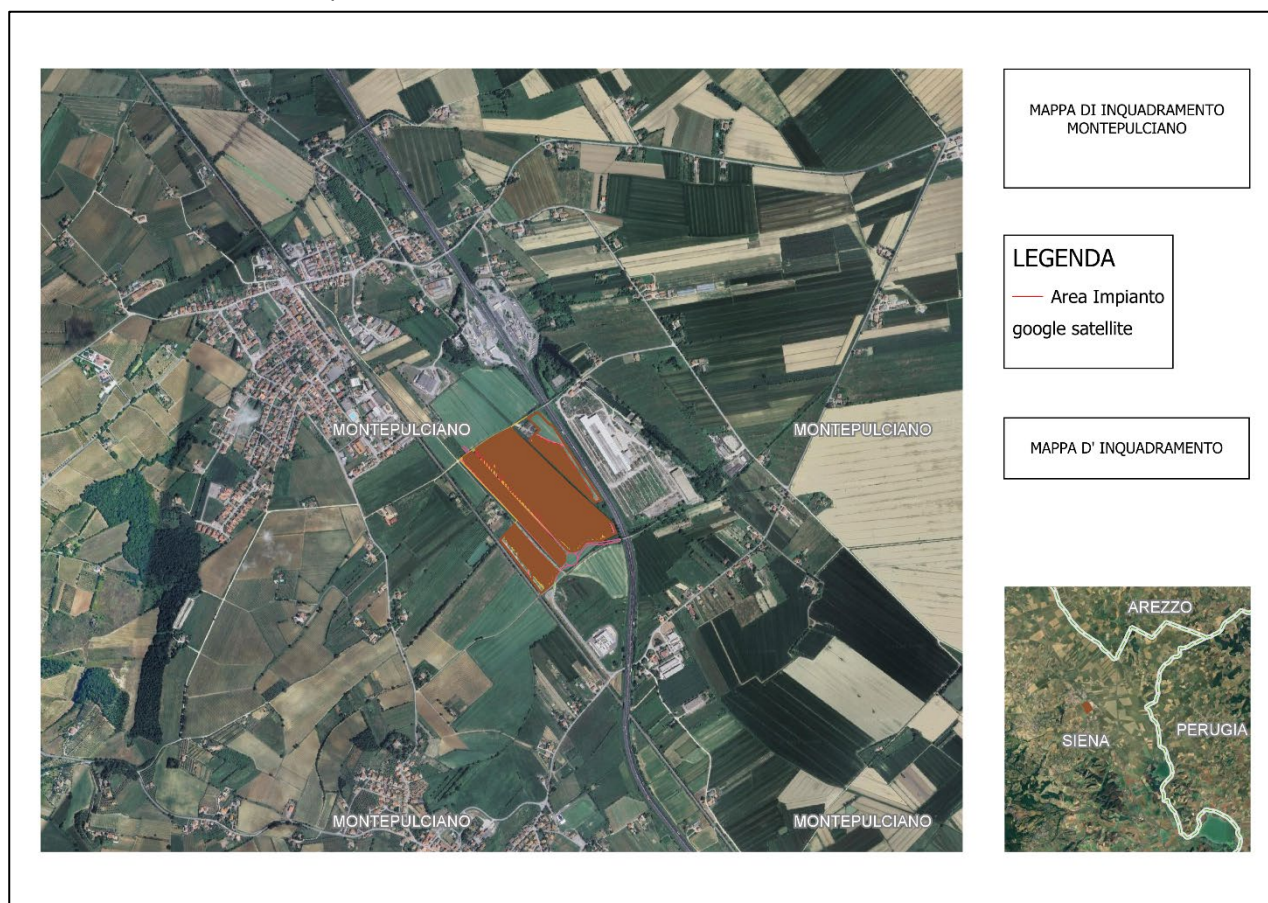 MAPPA DI INQUADRAMENTO
MONTEPULCIANO
LEGENDA
Area Impianto
google satellite
MONTEPULCIANO
MONTEPULCIANO
MAPPA D' INQUADRAMENTO
AREZZO
PERUGIA
SIENA
MONTEPULCIANO
MONTEPULCIANO